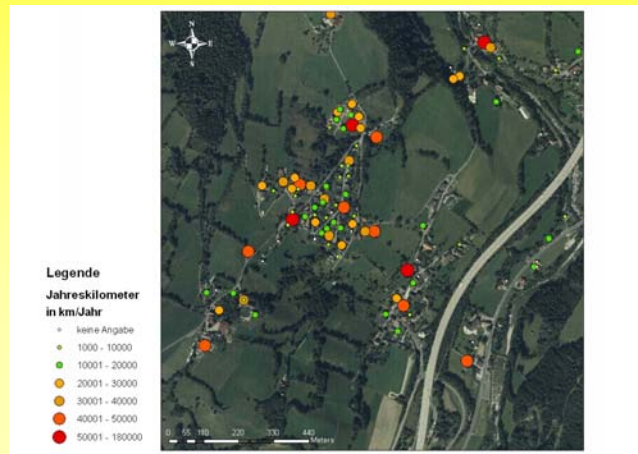 N
W E
S
Legende
Jahreskilometer
in km/Jahr
keine Angabe
1000 - 10000
10001 - 20000
20001 - 30000
30001 - 40000
40001 - 50000
50001 - 180000
0 55 110 220 330 440
Meters